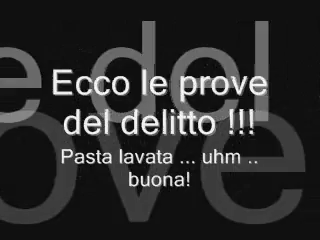 Ecco le prove
del delitto !!!
Pasta lavata ... uhm ..
buona!